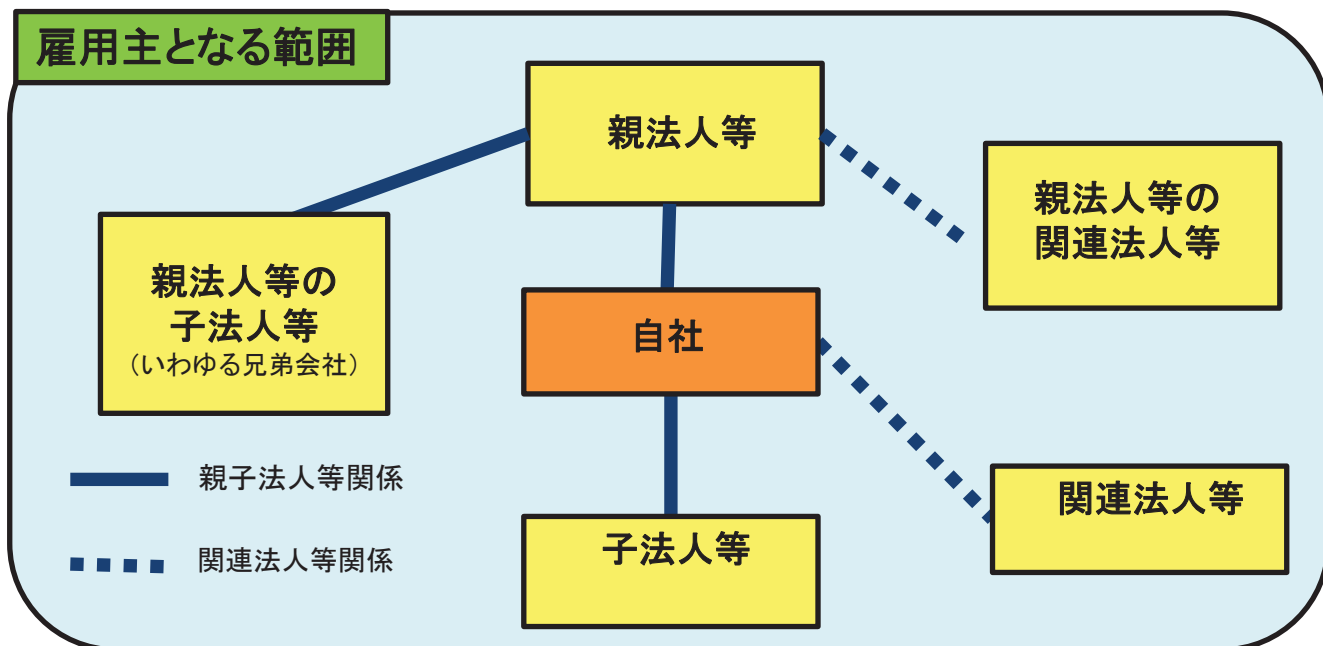 雇用主となる範囲
親法人等
親法人等の
関連法人等
親法人等の
子法人等
（いわゆる兄弟会社）
自社
親子法人等関係
関連法人等
子法人等
関連法人等関係